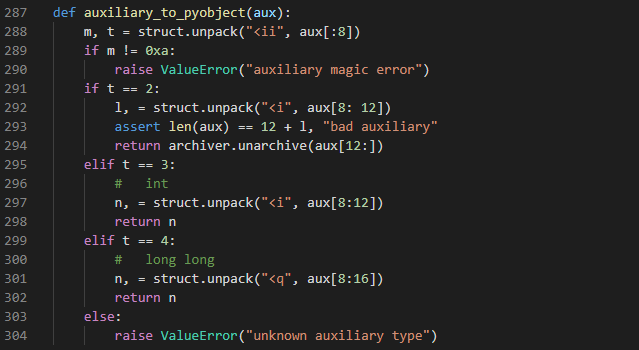 287 def auxiliary_to_pyobject(aux):
288     m, t = struct.unpack("<ii", aux[:8])
289     if m != 0xa:
290         raise ValueError("auxiliary magic error")
291     if t == 2:
292         l, = struct.unpack("<i", aux[8: 12])
293         assert len(aux) == 12 + l, "bad auxiliary"
294         return archiver.unarchive(aux[12:])
295     elif t == 3:
296         #   int
297         n, = struct.unpack("<i", aux[8:12])
298         return n
299     elif t == 4:
300         #   long long
301         n, = struct.unpack("<q", aux[8:16])
302         return n
303     else:
304         raise ValueError("unknown auxiliary type")